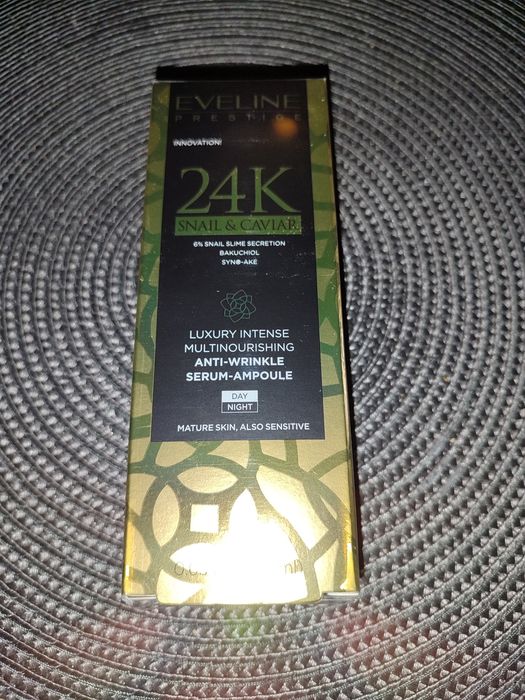 EVELINE
PRESTIGE
INNOVATION!
24K
SNAIL & CAVIAR
6% SNAIL SLIME SECRETION
BAKUCHIOL
SYN®-AKE
LUXURY INTENSE
MULTINOURISHING
ANTI-WRINKLE
SERUM-AMPOULE
DAY
NIGHT
MATURE SKIN, ALSO SENSITIVE